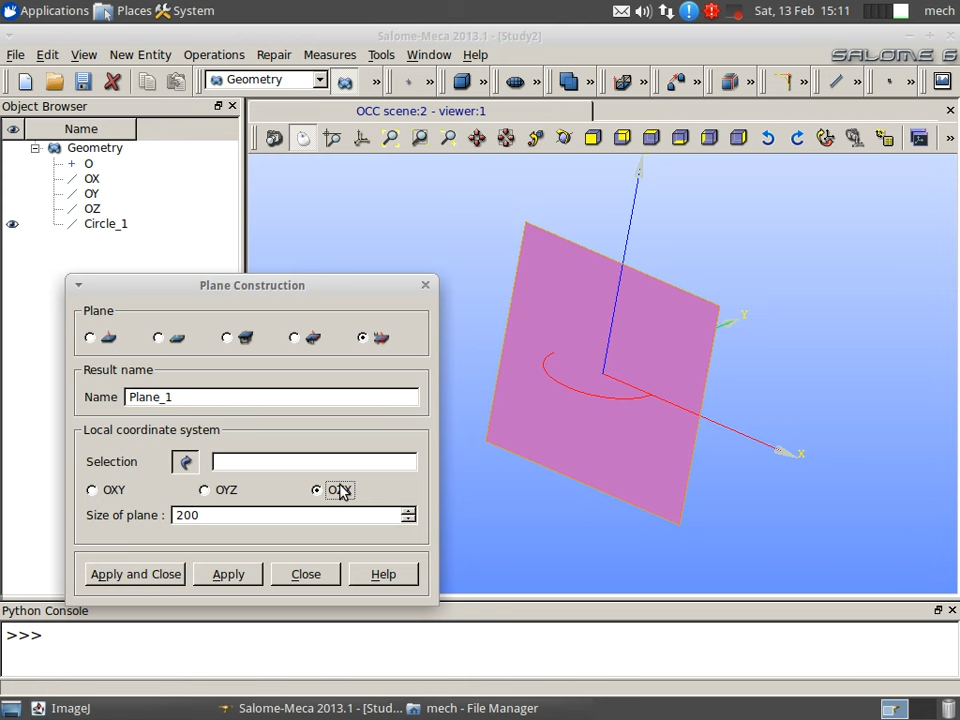 Applications Places System Sat, 13 Feb 15:11 mech
Salome-Meca 2013.1 - [Study2]
File Edit View New Entity Operations Repair Measures Tools Window Help
SALOME 6
Geometry » » » » » » » » » »
Object Browser
OCC scene:2 - viewer:1
Name
Geometry
O
OX
OY
OZ
Circle_1
Y
X
Plane Construction
Plane
Result name
Name Plane_1
Local coordinate system
Selection
OXY OYZ
Size of plane : 200
Apply and Close Apply Close Help
Python Console
>>>
ImageJ Salome-Meca 2013.1 - [Stud... mech - File Manager